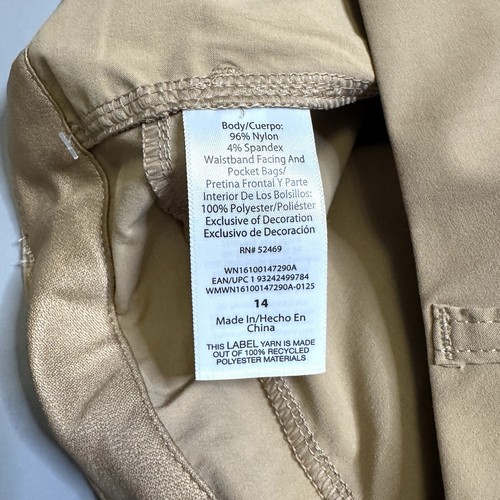 Body/Cuerpo:
96% Nylon
4% Spandex
Waistband Facing And
Pocket Bags/
Pretina Frontal Y Parte
Interior De Los Bolsillos:
100% Polyester/Poliéster
Exclusive of Decoration
Exclusivo de Decoración
RN# 52469
WN16100147290A
EAN/UPC 1 93242499784
WMWN16100147290A-0125
14
Made In/Hecho En
China
THIS LABEL YARN IS MADE
OUT OF 100% RECYCLED
POLYESTER MATERIALS